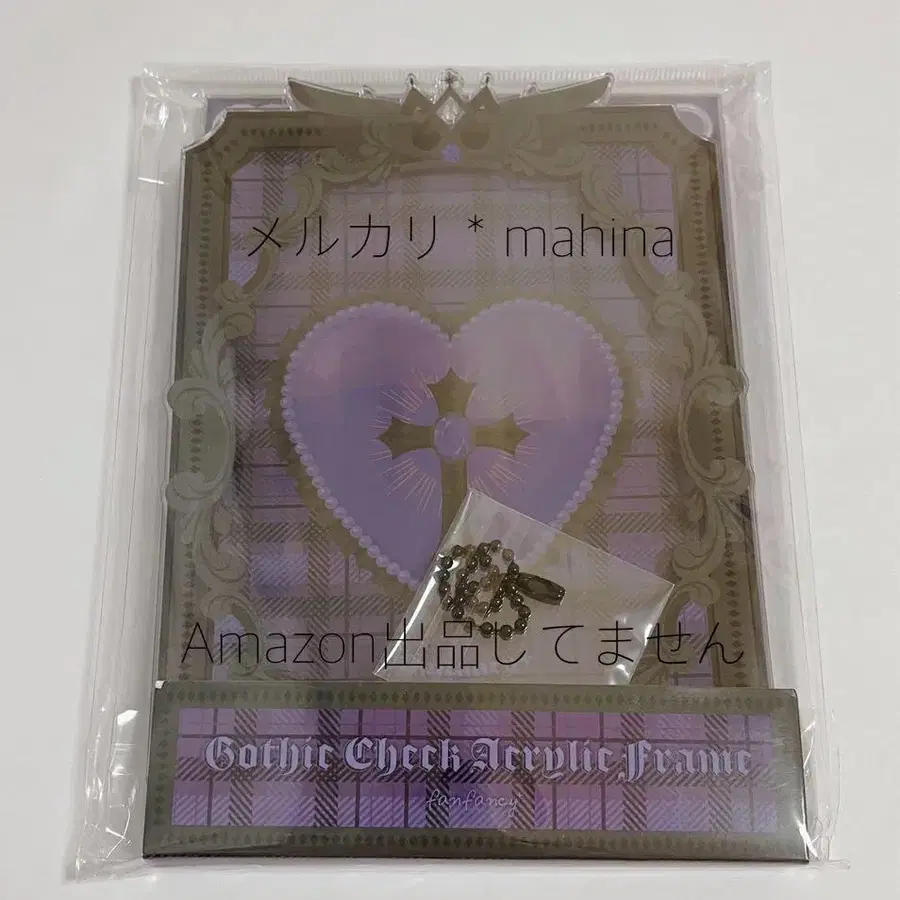 メルカリ * mahina
Amazon出品してません
Gothic Check Acrylic Frame
fanfancy